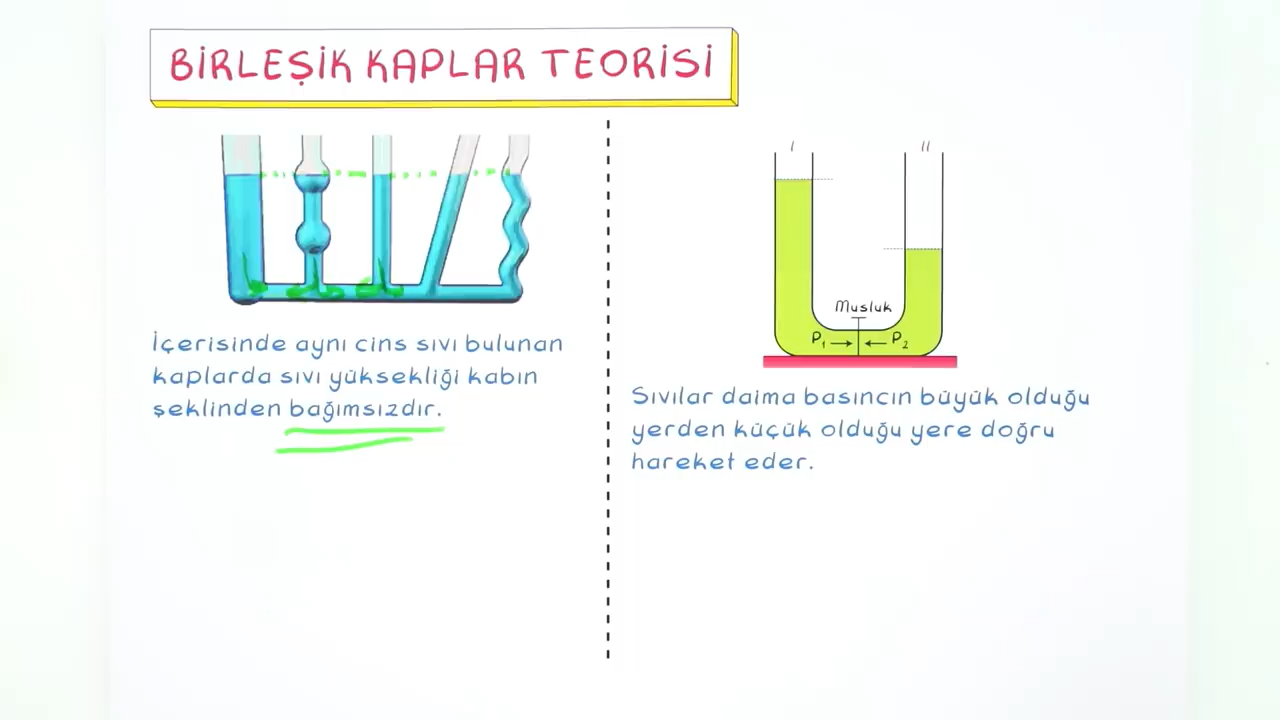 BİRLEŞİK KAPLAR TEORİSİ
İçerisinde aynı cins sıvı bulunan
kaplarda sıvı yüksekliği kabın
şeklinden bağımsızdır.
I
II
Musluk
P₁
P₂
Sıvılar daima basıncın büyük olduğu
yerden küçük olduğu yere doğru
hareket eder.